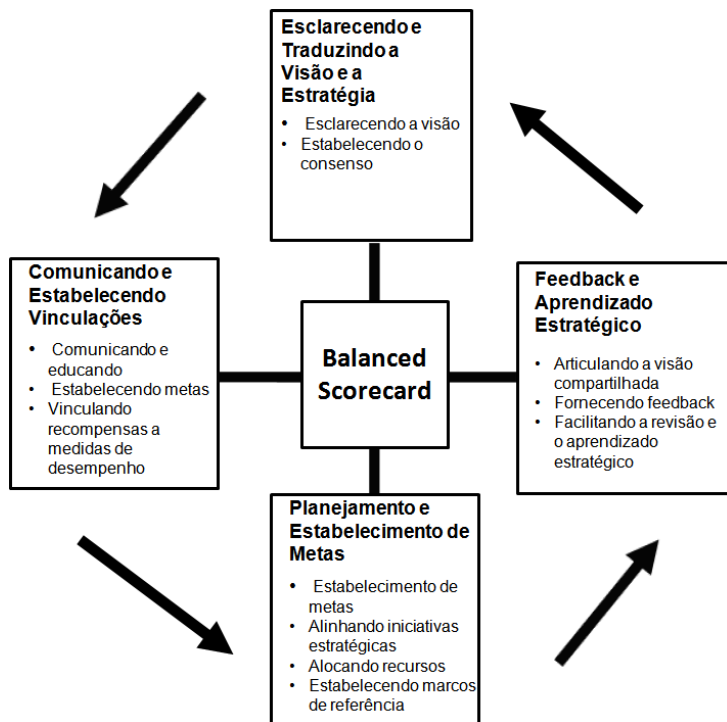 Esclarecendo e
Traduzindo a
Visão e a
Estratégia
• Esclarecendo a visão
• Estabelecendo o
consenso
Comunicando e
Estabelecendo
Vinculações
• Comunicando e
educando
• Estabelecendo metas
• Vinculando
recompensas a
medidas de
desempenho
Balanced
Scorecard
Feedback e
Aprendizado
Estratégico
• Articulando a visão
compartilhada
• Fornecendo feedback
• Facilitando a revisão e
o aprendizado
estratégico
Planejamento e
Estabelecimento de
Metas
• Estabelecimento de
metas
• Alinhando iniciativas
estratégicas
• Alocando recursos
• Estabelecendo marcos
de referência